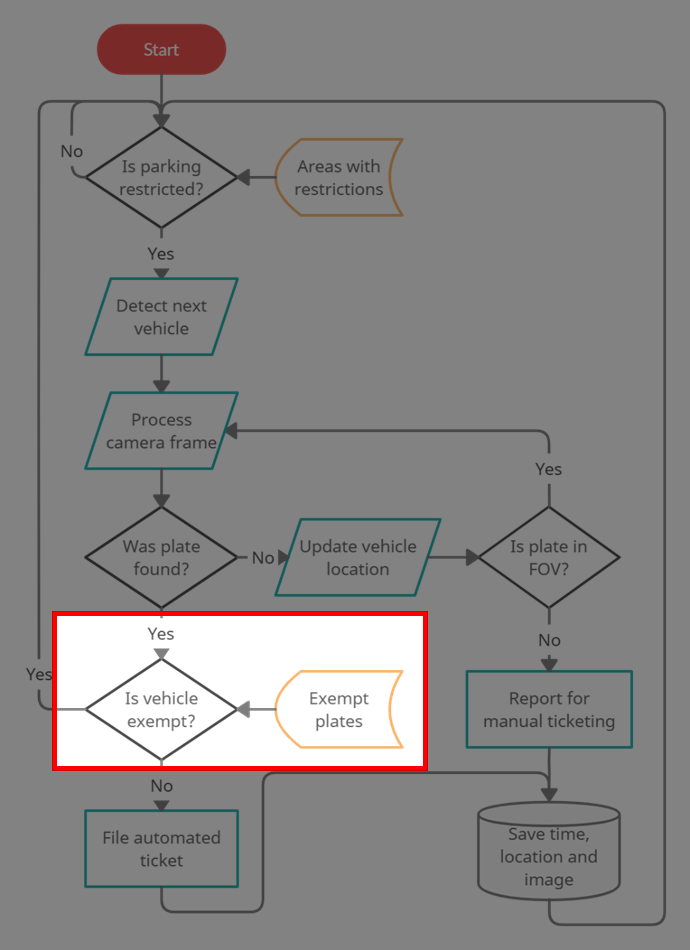 Start
No
Is parking
restricted?
Areas with
restrictions
Yes
Detect next
vehicle
Process
camera frame
Yes
Was plate
found?
No
Update vehicle
location
Is plate in
FOV?
Yes
No
Yes
Is vehicle
exempt?
Exempt
plates
Report for
manual ticketing
No
File automated
ticket
Save time,
location and
image